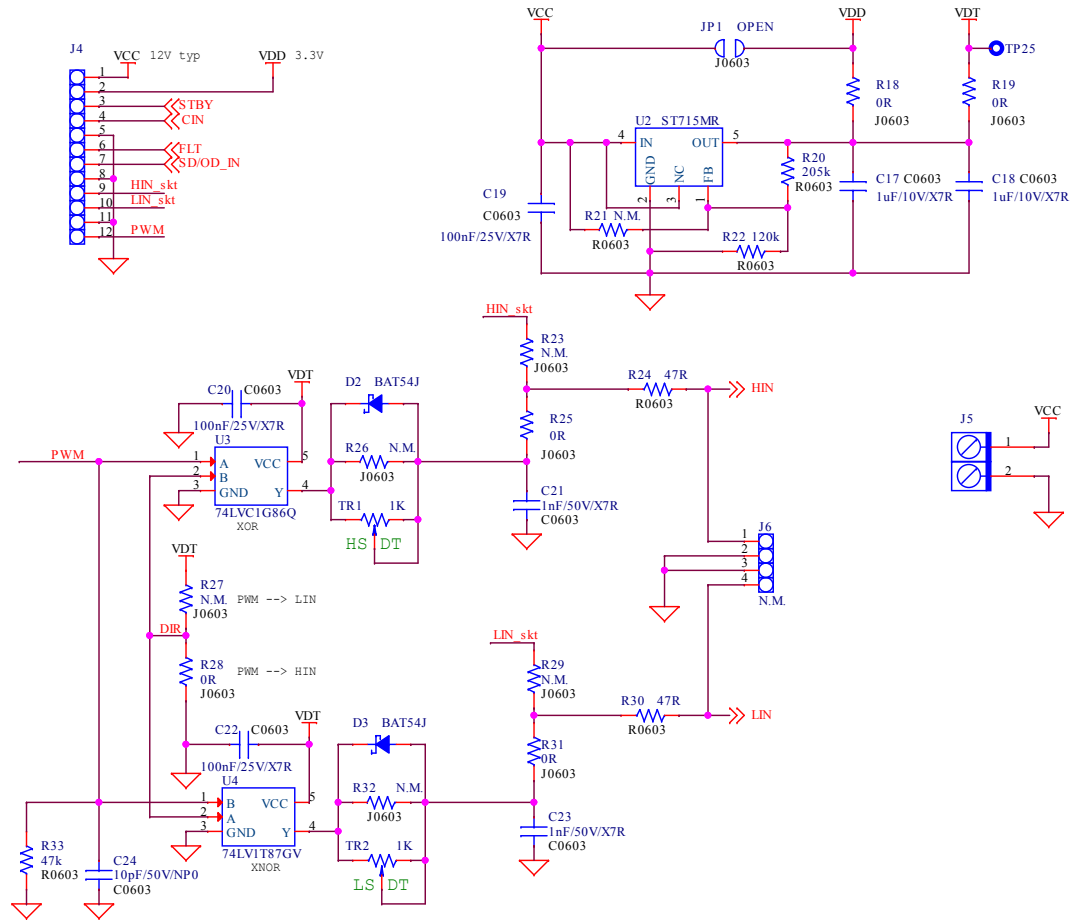 J4
VCC 12V typ
VDD 3.3V
1
2
3 STBY
4 CIN
5
6 FLT
7 SD/OD_IN
8
9 HIN_skt
10 LIN_skt
11
12 PWM
VCC
JP1 OPEN
J0603
VDD
VDT
TP25
R18
0R
J0603
R19
0R
J0603
U2 ST715MR
4 IN
OUT 5
GND
NC
FB
2
3
1
R20
205k
R0603
C19
C0603
100nF/25V/X7R
R21 N.M.
R0603
R22 120k
R0603
C17 C0603
1uF/10V/X7R
C18 C0603
1uF/10V/X7R
HIN_skt
R23
N.M.
J0603
R24 47R
R0603
HIN
R25
0R
J0603
C21
1nF/50V/X7R
C0603
VDT
C20 C0603
100nF/25V/X7R
D2 BAT54J
R26 N.M.
J0603
TR1 1K
HS DT
PWM
U3
1 A
2 B
3 GND
VCC 5
Y 4
74LVC1G86Q
XOR
VDT
R27
N.M. PWM --> LIN
J0603
DIR
R28
0R PWM --> HIN
J0603
J5
VCC
1
2
J6
1
2
3
4
N.M.
LIN_skt
R29
N.M.
J0603
R30 47R
R0603
LIN
R31
0R
J0603
C23
1nF/50V/X7R
C0603
VDT
C22 C0603
100nF/25V/X7R
D3 BAT54J
R32 N.M.
J0603
TR2 1K
LS DT
U4
1 B
2 A
3 GND
VCC 5
Y 4
74LV1T87GV
XNOR
R33
47k
R0603
C24
10pF/50V/NP0
C0603